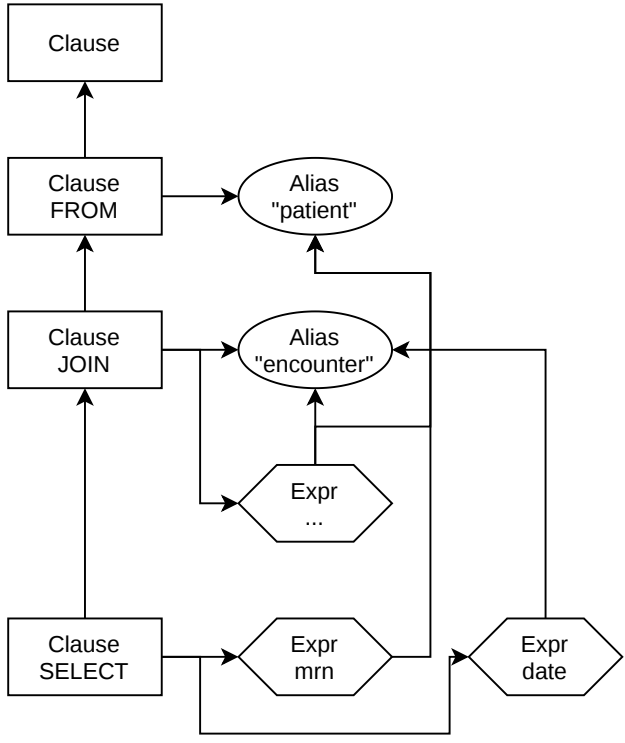 Clause
Clause
FROM
Alias
"patient"
Clause
JOIN
Alias
"encounter"
Expr
...
Clause
SELECT
Expr
mrn
Expr
date